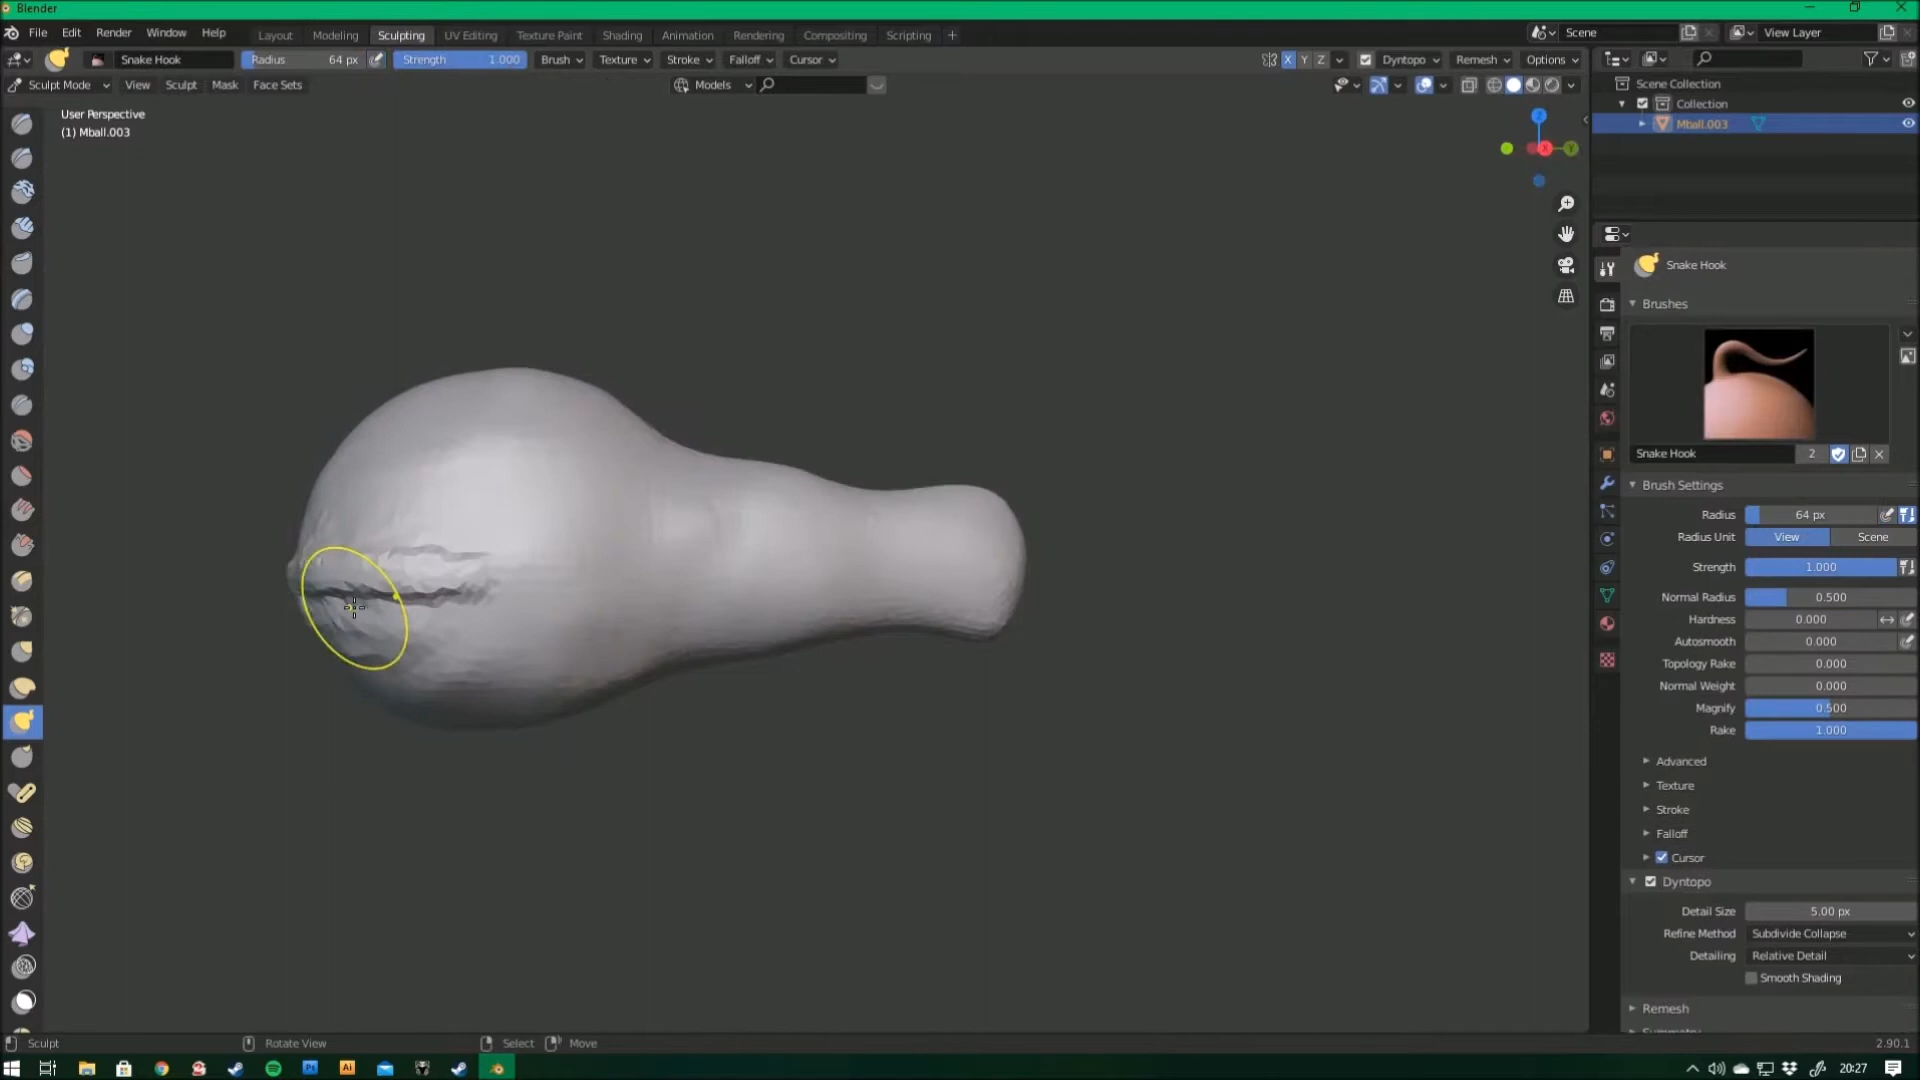 Blender
File Edit Render Window Help Layout Modeling Sculpting UV Editing Texture Paint Shading Animation Rendering Compositing Scripting + Scene View Layer
Snake Hook Radius 64 px Strength 1.000 Brush Texture Stroke Falloff Cursor X Y Z Dyntopo Remesh Options
Sculpt Mode View Sculpt Mask Face Sets Models
Scene Collection
Collection
Mball.003
User Perspective
(1) Mball.003
Z
X
Y
Snake Hook
Brushes
Snake Hook 2
Brush Settings
Radius 64 px
Radius Unit View Scene
Strength 1.000
Normal Radius 0.500
Hardness 0.000
Autosmooth 0.000
Topology Rake 0.000
Normal Weight 0.000
Magnify 0.500
Rake 1.000
Advanced
Texture
Stroke
Falloff
Cursor
Dyntopo
Detail Size 5.00 px
Refine Method Subdivide Collapse
Detailing Relative Detail
Smooth Shading
Remesh
Symmetry
Sculpt Rotate View Select Move 2.90.1
Ps Ai 20:27